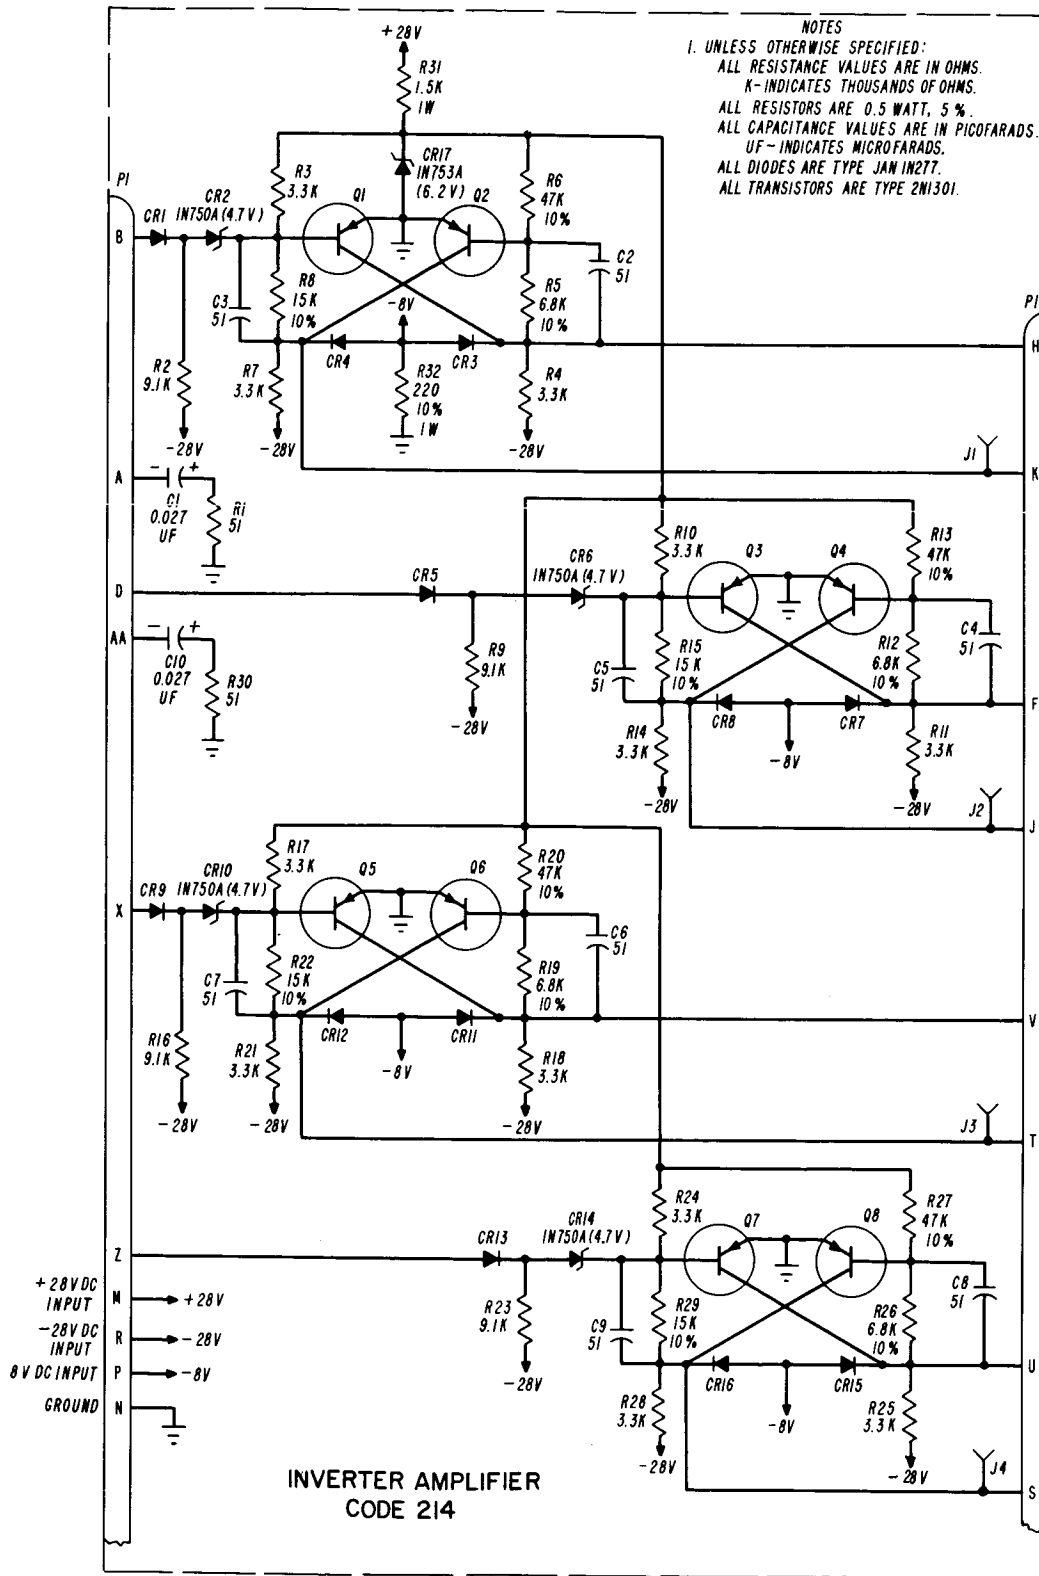 NOTES
1. UNLESS OTHERWISE SPECIFIED:
ALL RESISTANCE VALUES ARE IN OHMS.
K-INDICATES THOUSANDS OF OHMS.
ALL RESISTORS ARE 0.5 WATT, 5%.
ALL CAPACITANCE VALUES ARE IN PICOFARADS.
UF-INDICATES MICROFARADS.
ALL DIODES ARE TYPE JAN IN277.
ALL TRANSISTORS ARE TYPE 2N1301.
+28V
R31
1.5K
1W
CR17
IN753A
(6.2V)
P1
B
CR1
CR2
IN750A(4.7V)
R3
3.3K
Q1
Q2
R6
47K
10%
C2
51
C3
51
R8
15K
10%
-8V
R5
6.8K
10%
CR4
CR3
R2
9.1K
R7
3.3K
R32
220
10%
1W
R4
3.3K
-28V
-28V
-28V
P1
H
J1
K
A
- +
C1
0.027
UF
R1
51
D
CR5
CR6
IN750A(4.7V)
R10
3.3K
Q3
Q4
R13
47K
10%
AA
- +
C10
0.027
UF
R30
51
R9
9.1K
-28V
C5
51
R15
15K
10%
R12
6.8K
10%
C4
51
F
CR8
CR7
R14
3.3K
-8V
R11
3.3K
-28V
-28V
J2
J
X
CR9
CR10
IN750A(4.7V)
R17
3.3K
Q5
Q6
R20
47K
10%
C6
51
C7
51
R22
15K
10%
R19
6.8K
10%
CR12
CR11
V
R16
9.1K
R21
3.3K
-8V
R18
3.3K
-28V
-28V
-28V
J3
T
Z
CR13
CR14
IN750A(4.7V)
R24
3.3K
Q7
Q8
R27
47K
10%
R23
9.1K
-28V
C9
51
R29
15K
10%
R26
6.8K
10%
C8
51
U
CR16
CR15
R28
3.3K
-8V
R25
3.3K
-28V
-28V
J4
S
+28V DC
INPUT
M
+28V
-28V DC
INPUT
R
-28V
8V DC INPUT
P
-8V
GROUND
N
INVERTER AMPLIFIER
CODE 214